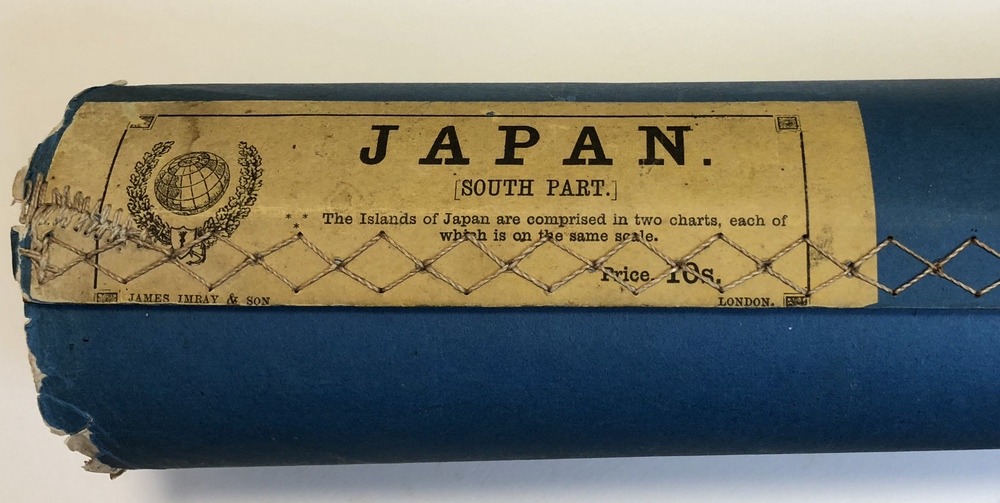 JAPAN.
[SOUTH PART.]
* * * The Islands of Japan are comprised in two charts, each of
which is on the same scale.
Price 10s.
JAMES IMRAY & SON LONDON.